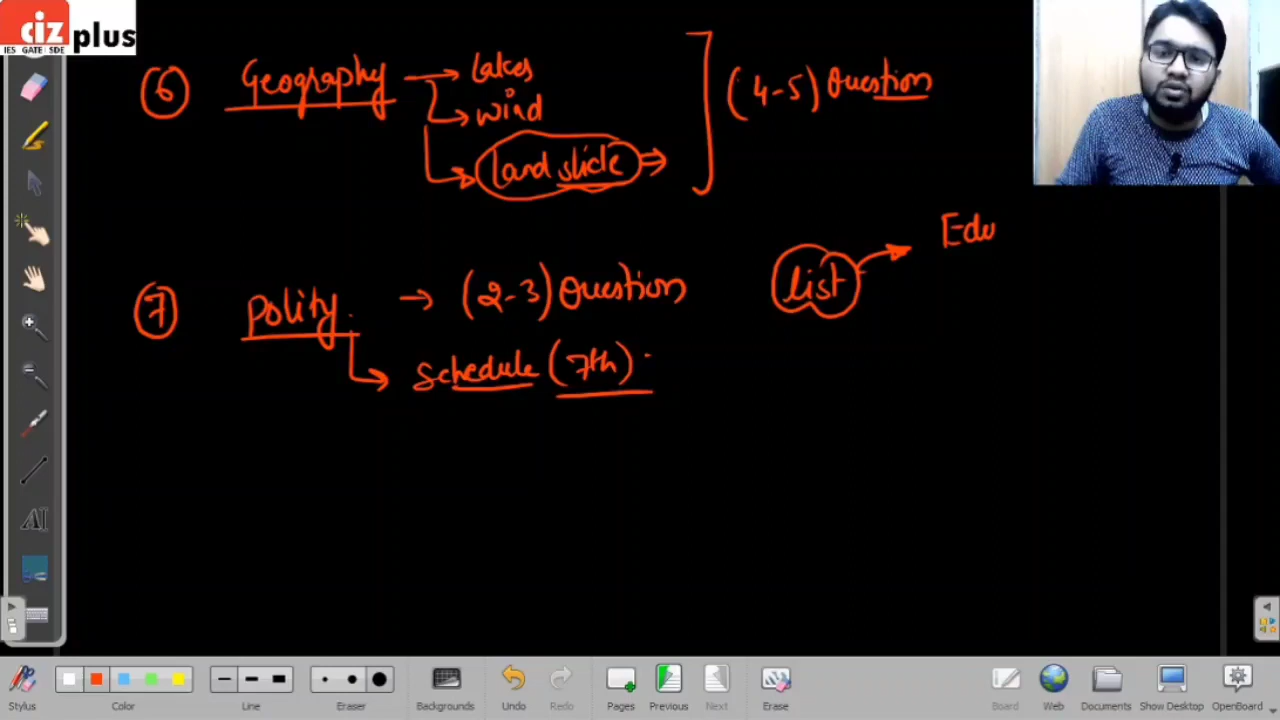 ciz plus
IES GATE SDE
6 Geography → Lakes
→ wind
→ Land slide ⇒
(4-5) Question
7 Polity. → (2-3) Question
→ Schedule (7th)
list → Edu
Stylus
Color
Line
Eraser
Backgrounds
Undo
Redo
Pages
Previous
Next
Erase
Board
Web
Documents
Show Desktop
OpenBoard